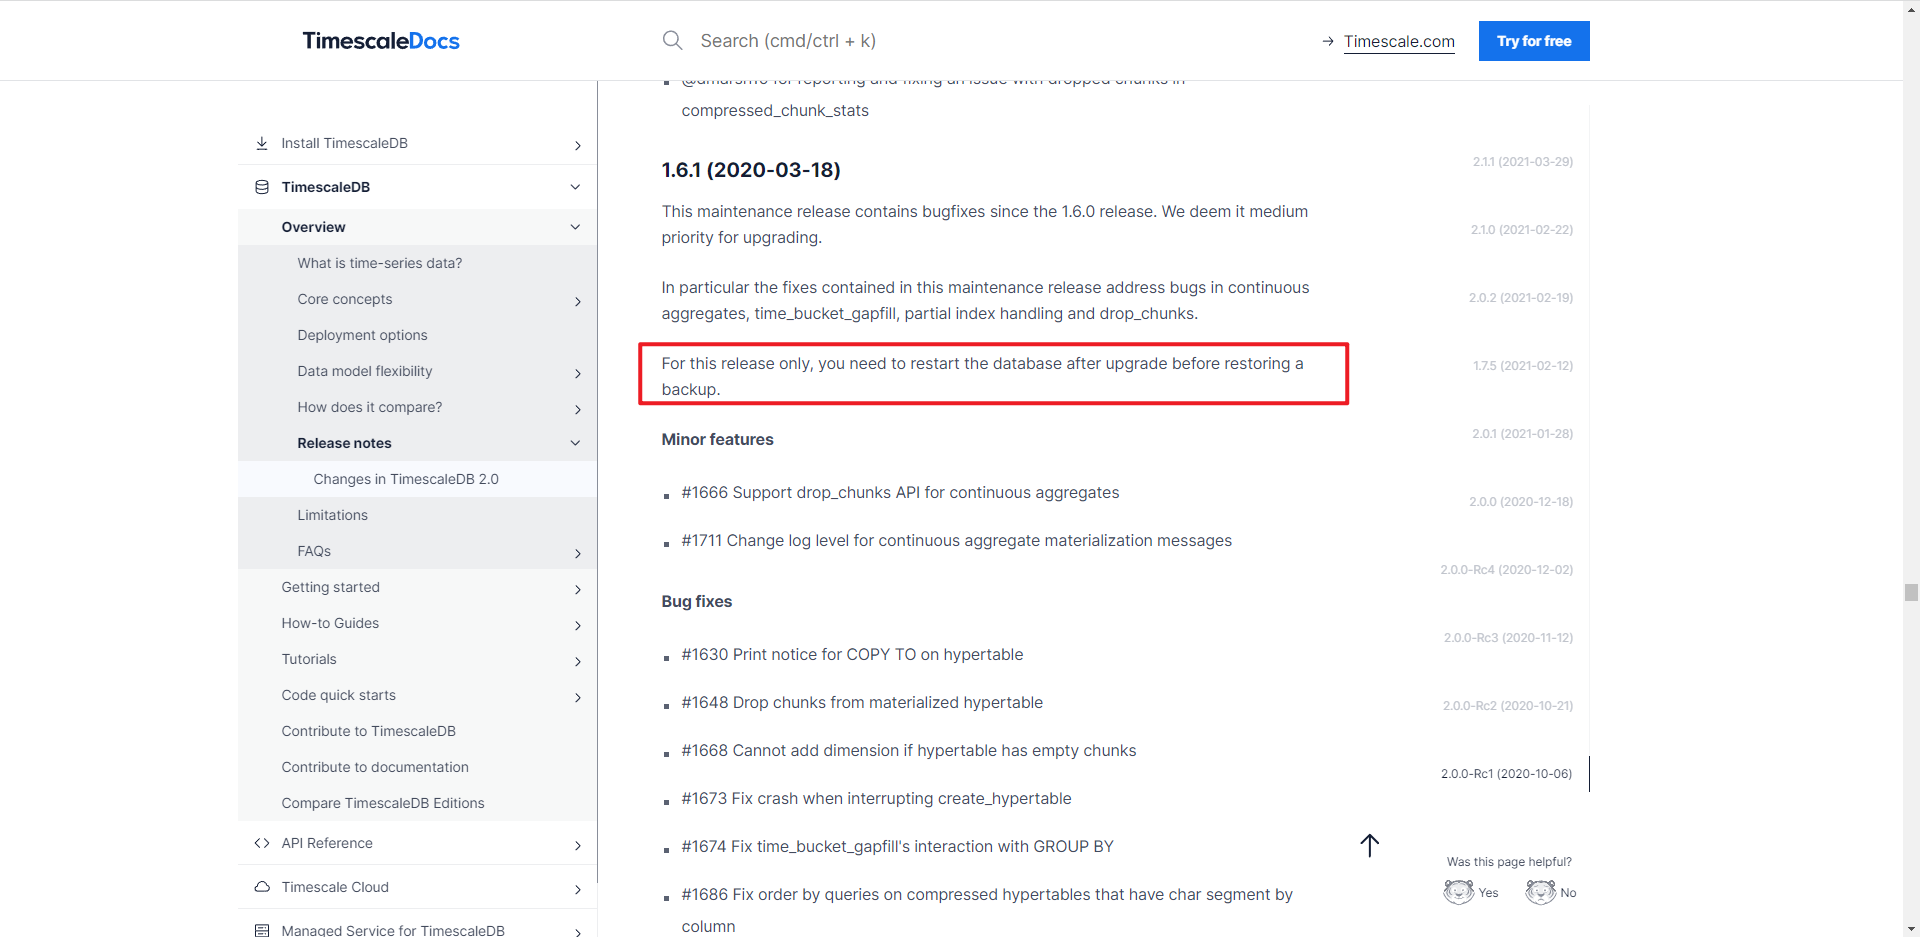 TimescaleDocs
Search (cmd/ctrl + k)
Timescale.com
Try for free
Install TimescaleDB
TimescaleDB
Overview
What is time-series data?
Core concepts
Deployment options
Data model flexibility
How does it compare?
Release notes
Changes in TimescaleDB 2.0
Limitations
FAQs
Getting started
How-to Guides
Tutorials
Code quick starts
Contribute to TimescaleDB
Contribute to documentation
Compare TimescaleDB Editions
API Reference
Timescale Cloud
Managed Service for TimescaleDB
for reporting and fixing an issue with dropped chunks in
compressed_chunk_stats
1.6.1 (2020-03-18)
This maintenance release contains bugfixes since the 1.6.0 release. We deem it medium
priority for upgrading.
In particular the fixes contained in this maintenance release address bugs in continuous
aggregates, time_bucket_gapfill, partial index handling and drop_chunks.
For this release only, you need to restart the database after upgrade before restoring a
backup.
Minor features
#1666 Support drop_chunks API for continuous aggregates
#1711 Change log level for continuous aggregate materialization messages
Bug fixes
#1630 Print notice for COPY TO on hypertable
#1648 Drop chunks from materialized hypertable
#1668 Cannot add dimension if hypertable has empty chunks
#1673 Fix crash when interrupting create_hypertable
#1674 Fix time_bucket_gapfill's interaction with GROUP BY
#1686 Fix order by queries on compressed hypertables that have char segment by
column
2.1.1 (2021-03-29)
2.1.0 (2021-02-22)
2.0.2 (2021-02-19)
1.7.5 (2021-02-12)
2.0.1 (2021-01-28)
2.0.0 (2020-12-18)
2.0.0-Rc4 (2020-12-02)
2.0.0-Rc3 (2020-11-12)
2.0.0-Rc2 (2020-10-21)
2.0.0-Rc1 (2020-10-06)
Was this page helpful?
Yes
No